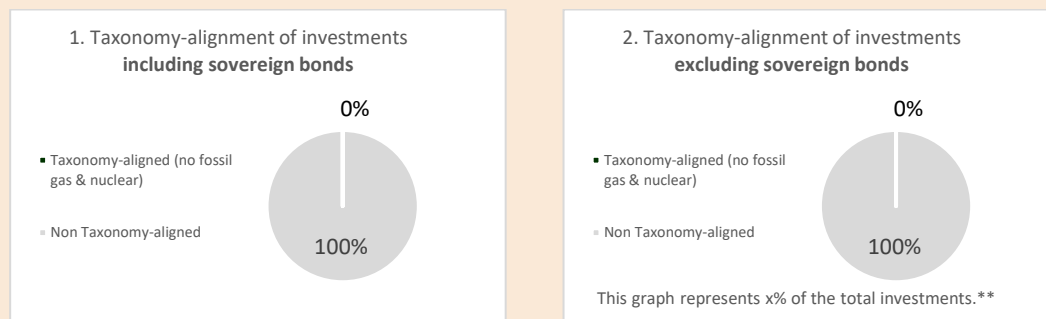 1. Taxonomy-alignment of investments
including sovereign bonds
0%
Taxonomy-aligned (no fossil
gas & nuclear)
Non Taxonomy-aligned
100%
2. Taxonomy-alignment of investments
excluding sovereign bonds
0%
Taxonomy-aligned (no fossil
gas & nuclear)
Non Taxonomy-aligned
100%
This graph represents x% of the total investments.**